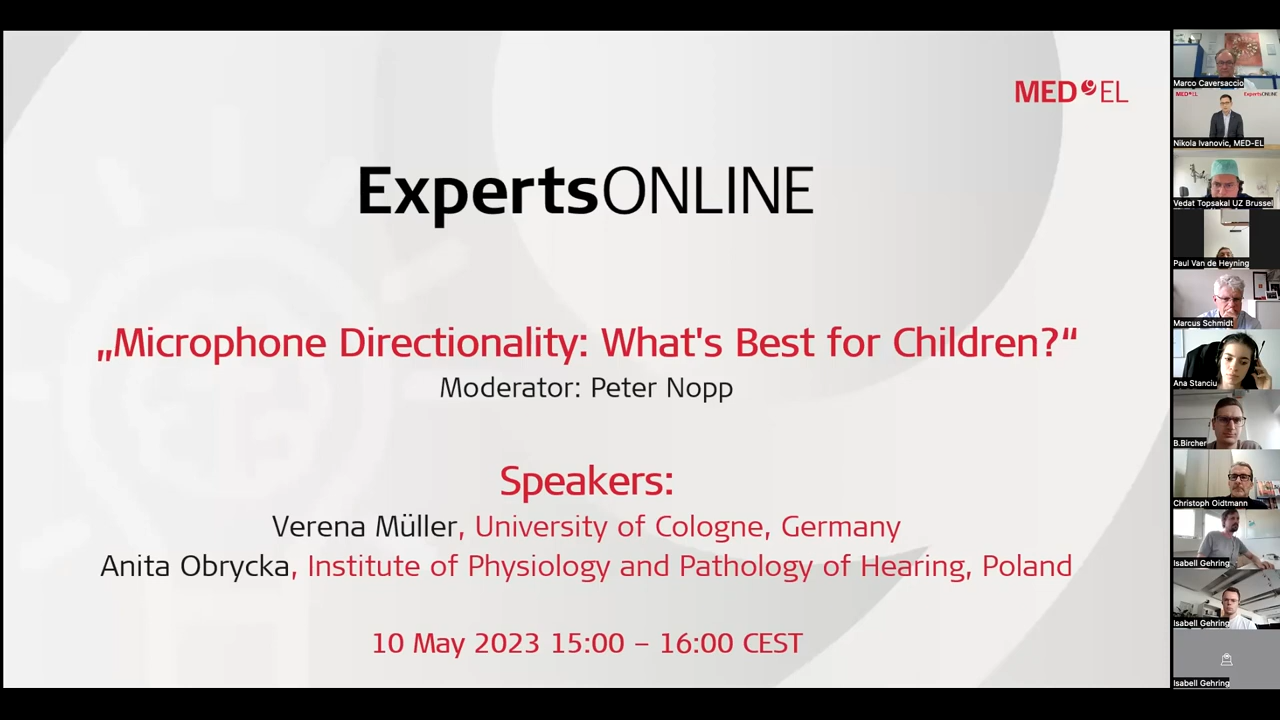 MED EL
ExpertsONLINE
„Microphone Directionality: What's Best for Children?“
Moderator: Peter Nopp
Speakers:
Verena Müller, University of Cologne, Germany
Anita Obrycka, Institute of Physiology and Pathology of Hearing, Poland
10 May 2023 15:00 – 16:00 CEST
Marco Caversaccio
MED EL ExpertsONLINE
Nikola Ivanovic, MED-EL
Vedat Topsakal UZ Brussel
Paul Van de Heyning
Marcus Schmidt
Ana Stanciu
B.Bircher
Christoph Oidtmann
Isabell Gehring
Isabell Gehring
Isabell Gehring